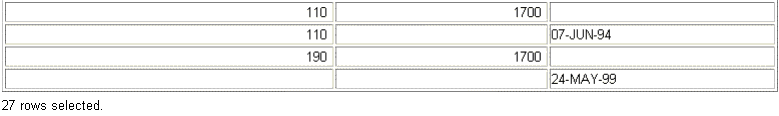 110 1700
110 07-JUN-94
190 1700
24-MAY-99
27 rows selected.